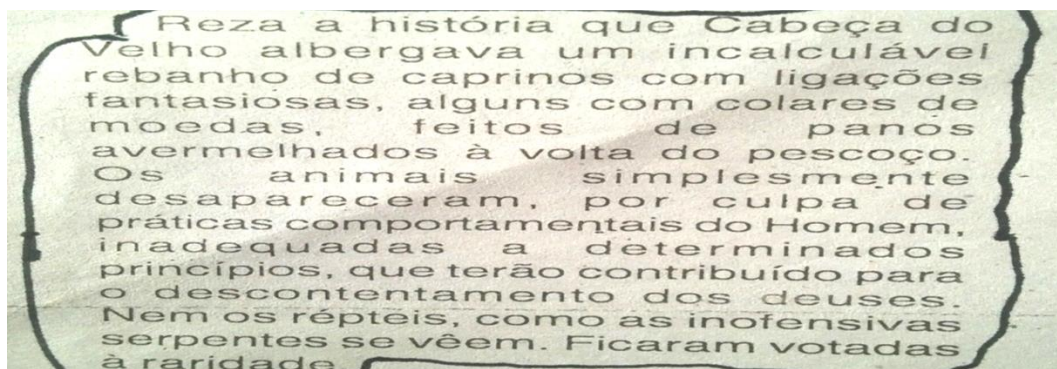 Reza a história que Cabeça do
Velho albergava um incalculável
rebanho de caprinos com ligações
fantasiosas, alguns com colares de
moedas, feitos de panos
avermelhados à volta do pescoço.
Os animais simplesmente
desapareceram, por culpa de
práticas comportamentais do Homem,
inadequadas a determinados
princípios, que terão contribuído para
o descontentamento dos deuses.
Nem os répteis, como as inofensivas
serpentes se vêem. Ficaram votadas
à raridade.